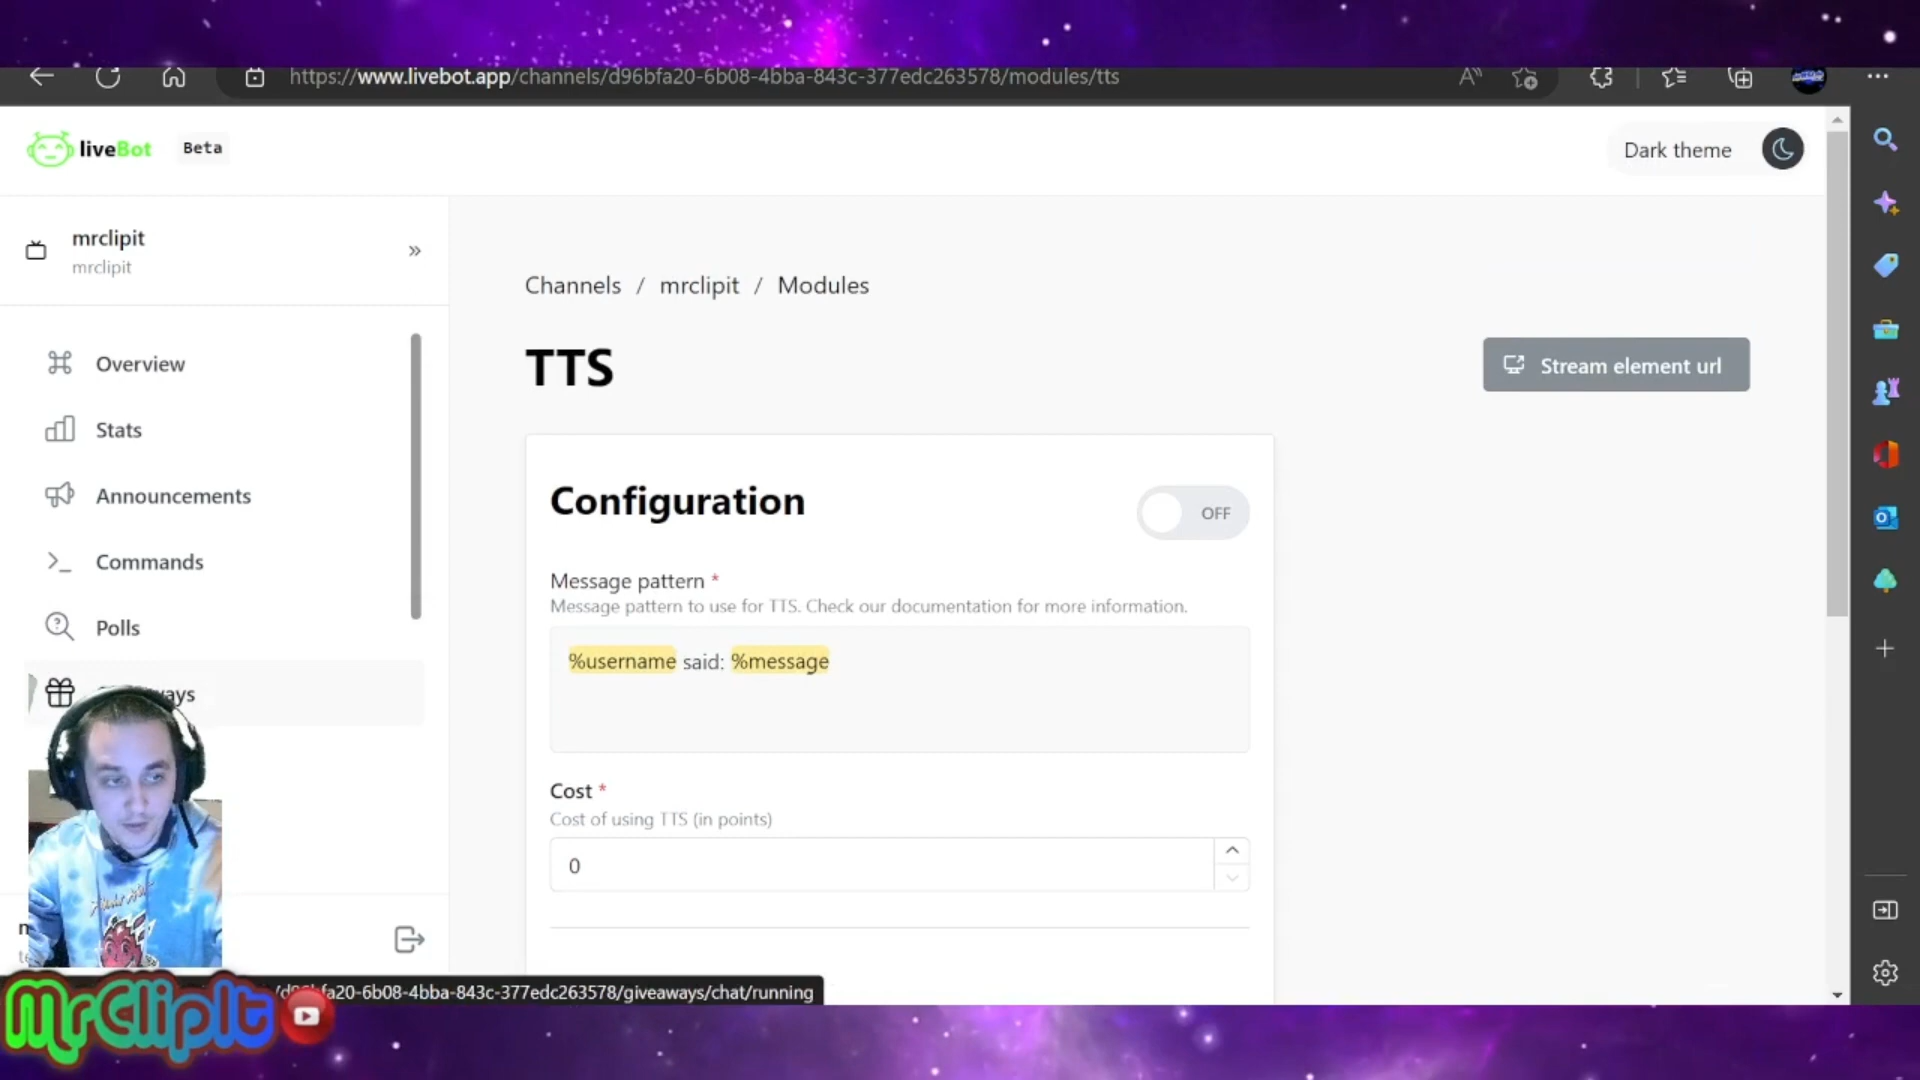 https://www.livebot.app/channels/d96bfa20-6b08-4bba-843c-377edc263578/modules/tts
liveBot Beta
Dark theme
mrclipit
mrclipit
Overview
Stats
Announcements
Commands
Polls
ways
Channels / mrclipit / Modules
TTS
Stream element url
Configuration
OFF
Message pattern *
Message pattern to use for TTS. Check our documentation for more information.
%username said: %message
Cost *
Cost of using TTS (in points)
0
/d96bfa20-6b08-4bba-843c-377edc263578/giveaways/chat/running
MrClipIt